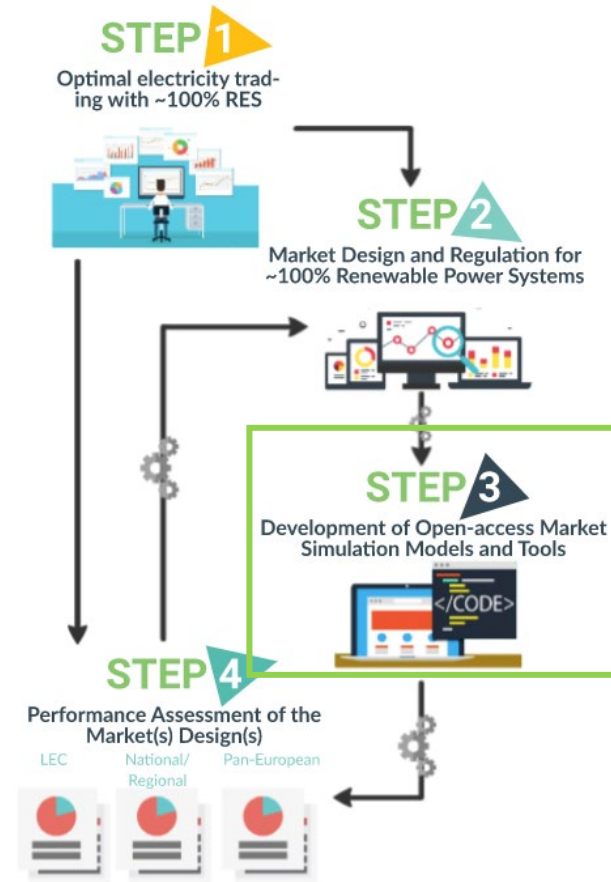 STEP 1
Optimal electricity trad-
ing with ~100% RES
STEP 2
Market Design and Regulation for
~100% Renewable Power Systems
STEP 3
Development of Open-access Market
Simulation Models and Tools
</CODE>
STEP 4
Performance Assessment of the
Market(s) Design(s)
LEC National/ Pan-European
Regional